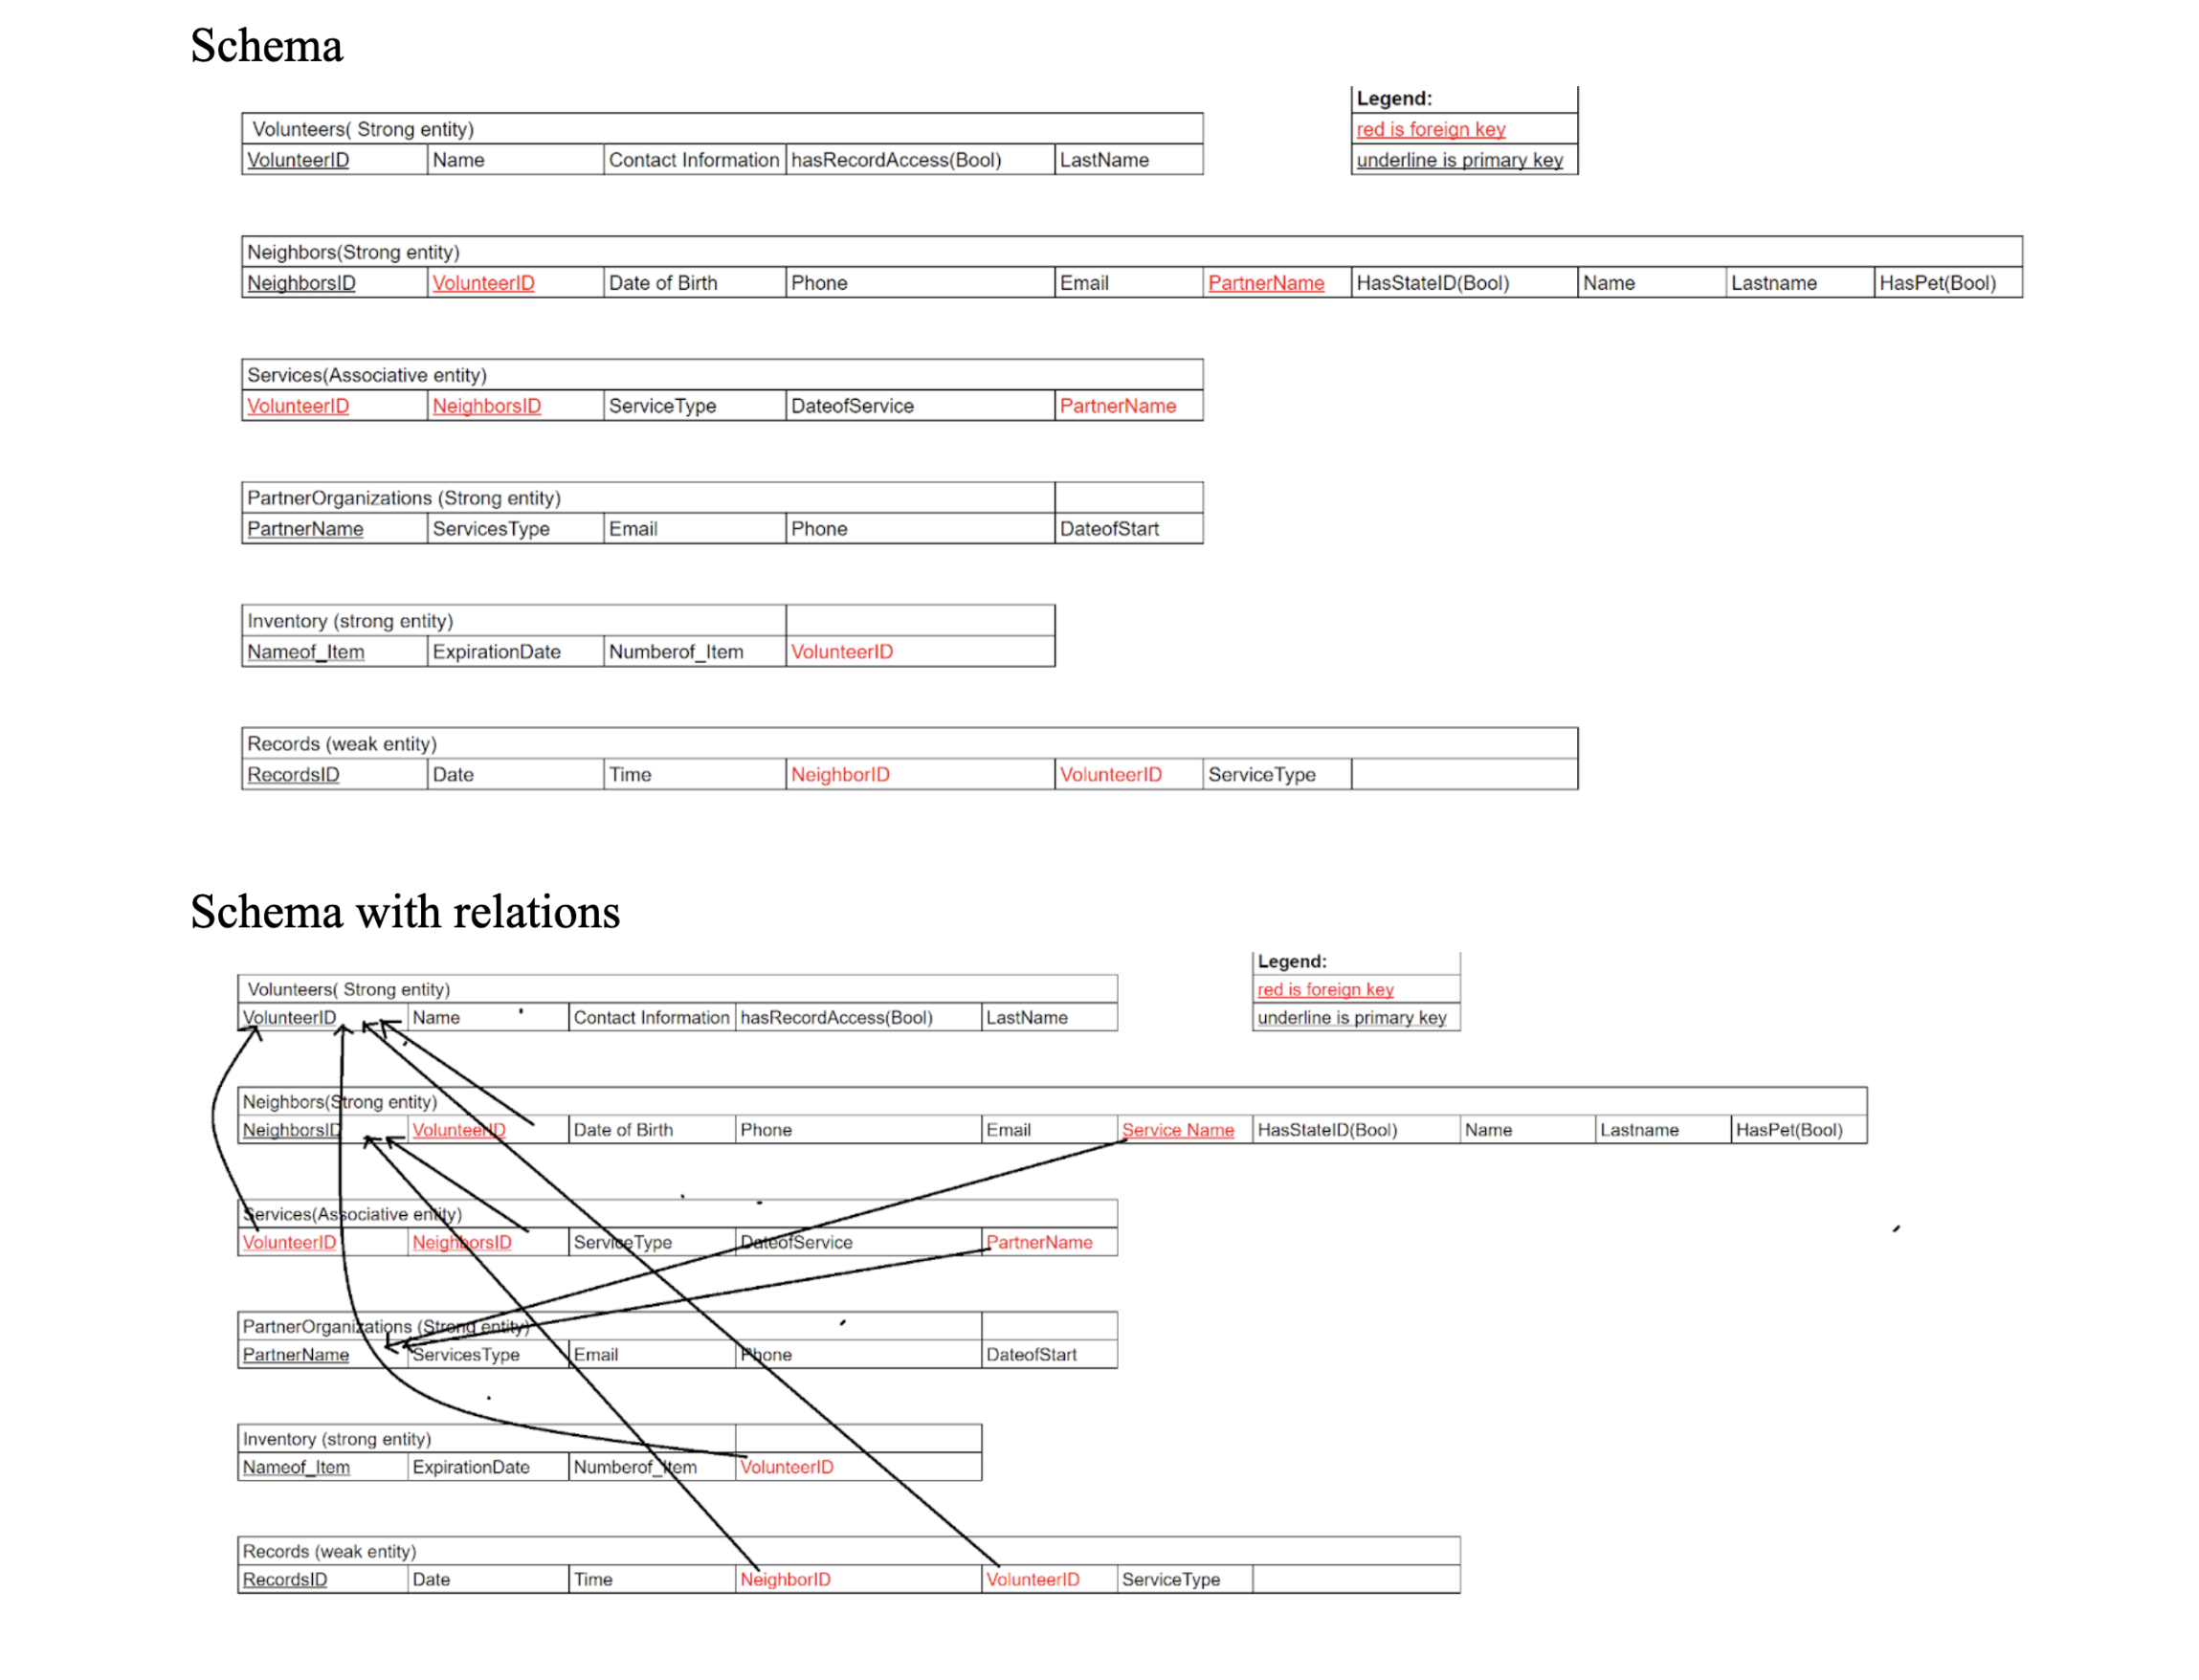 Schema
Legend:
Volunteers( Strong entity) red is foreign key
VolunteerID Name Contact Information hasRecordAccess(Bool) LastName underline is primary key
Neighbors(Strong entity)
NeighborsID VolunteerID Date of Birth Phone Email PartnerName HasStateID(Bool) Name Lastname HasPet(Bool)
Services(Associative entity)
VolunteerID NeighborsID ServiceType DateofService PartnerName
PartnerOrganizations (Strong entity)
PartnerName ServicesType Email Phone DateofStart
Inventory (strong entity)
Nameof_Item ExpirationDate Numberof_Item VolunteerID
Records (weak entity)
RecordsID Date Time NeighborID VolunteerID ServiceType
Schema with relations
Legend:
Volunteers( Strong entity) red is foreign key
VolunteerID Name Contact Information hasRecordAccess(Bool) LastName underline is primary key
Neighbors(Strong entity)
NeighborsID VolunteerID Date of Birth Phone Email Service Name HasStateID(Bool) Name Lastname HasPet(Bool)
Services(Associative entity)
VolunteerID NeighborsID ServiceType DateofService PartnerName
PartnerOrganizations (Strong entity)
PartnerName ServicesType Email Phone DateofStart
Inventory (strong entity)
Nameof_Item ExpirationDate Numberof_Item VolunteerID
Records (weak entity)
RecordsID Date Time NeighborID VolunteerID ServiceType